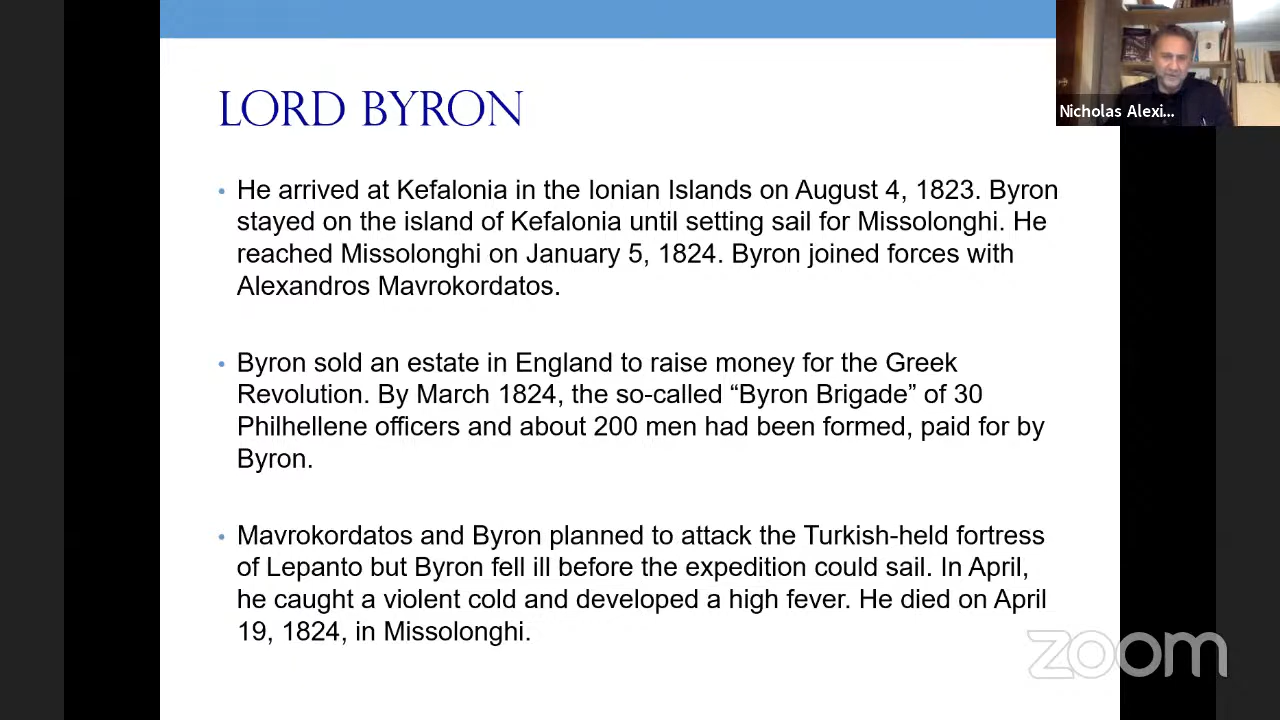 LORD BYRON
Nicholas Alexi...
• He arrived at Kefalonia in the Ionian Islands on August 4, 1823. Byron
stayed on the island of Kefalonia until setting sail for Missolonghi. He
reached Missolonghi on January 5, 1824. Byron joined forces with
Alexandros Mavrokordatos.
• Byron sold an estate in England to raise money for the Greek
Revolution. By March 1824, the so-called “Byron Brigade” of 30
Philhellene officers and about 200 men had been formed, paid for by
Byron.
• Mavrokordatos and Byron planned to attack the Turkish-held fortress
of Lepanto but Byron fell ill before the expedition could sail. In April,
he caught a violent cold and developed a high fever. He died on April
19, 1824, in Missolonghi.
zoom